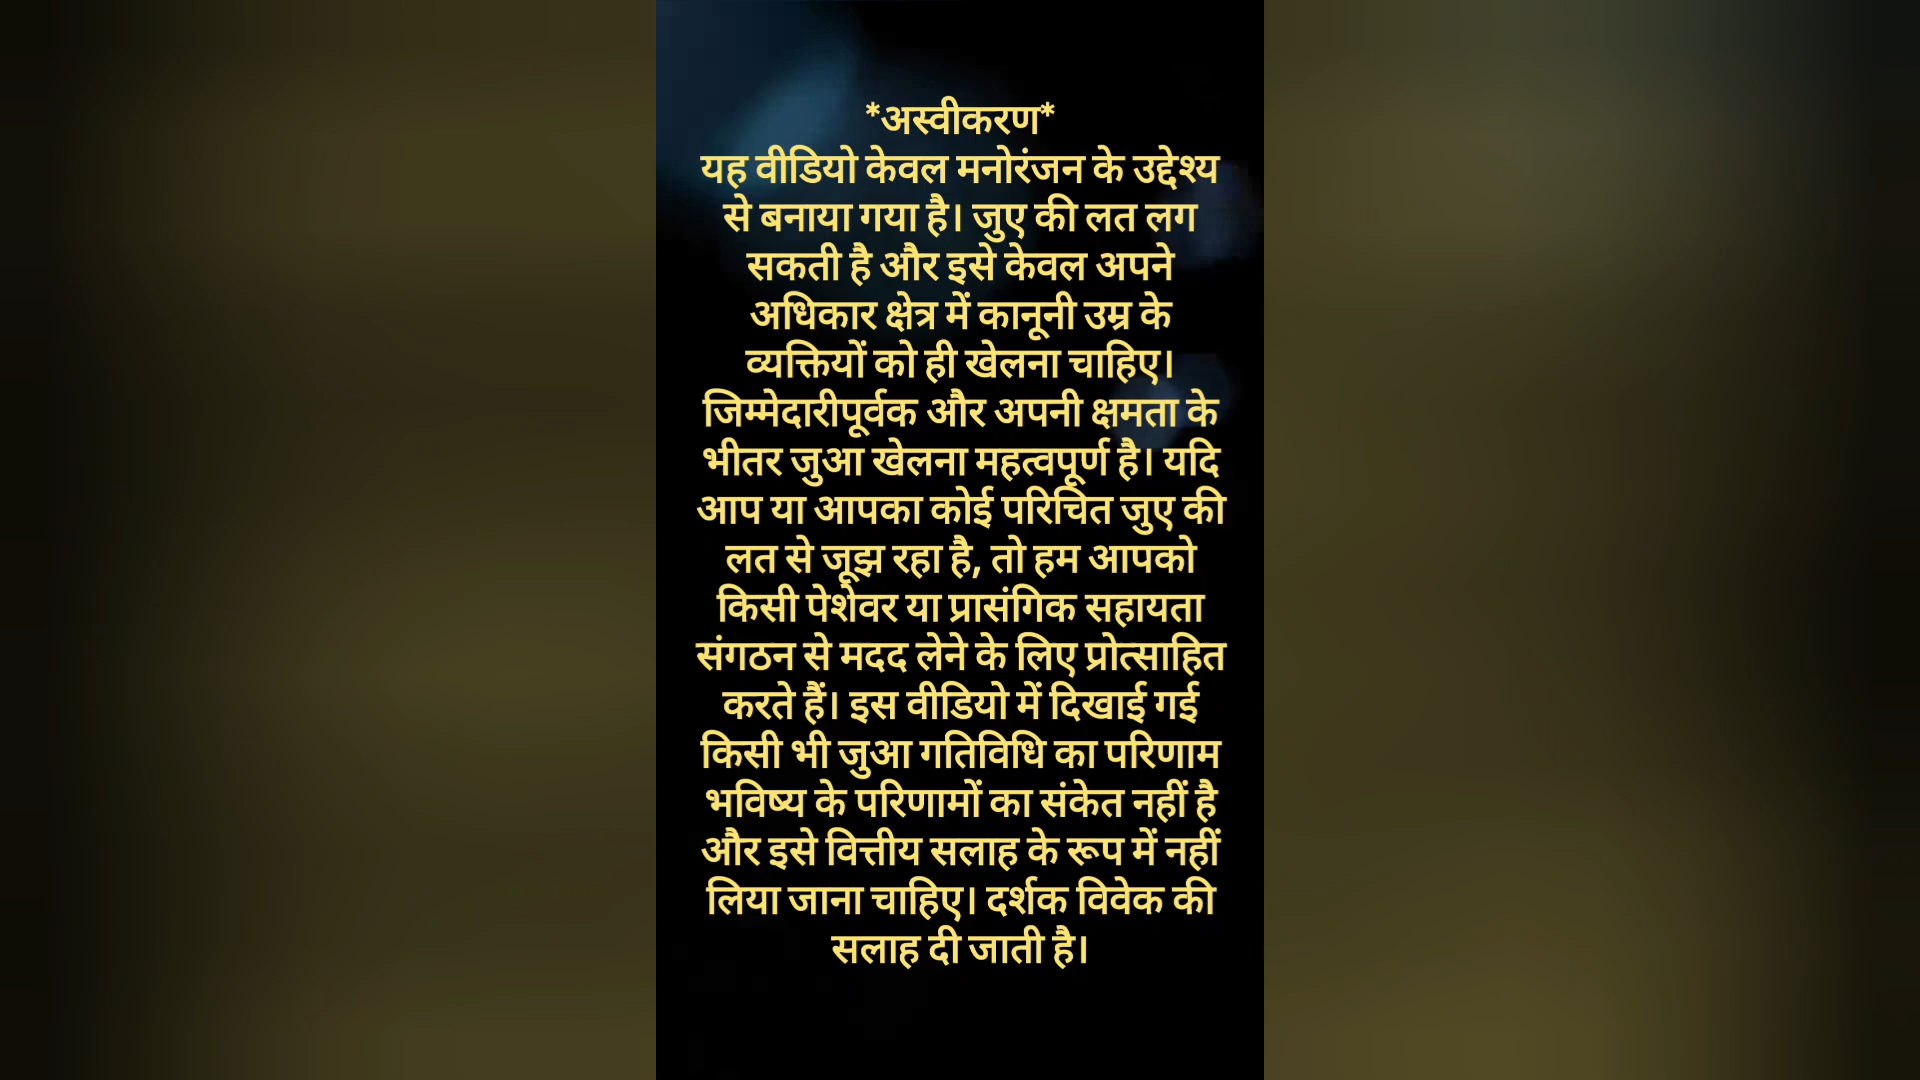 *अस्वीकरण*
यह वीडियो केवल मनोरंजन के उद्देश्य
से बनाया गया है। जुए की लत लग
सकती है और इसे केवल अपने
अधिकार क्षेत्र में कानूनी उम्र के
व्यक्तियों को ही खेलना चाहिए।
जिम्मेदारीपूर्वक और अपनी क्षमता के
भीतर जुआ खेलना महत्वपूर्ण है। यदि
आप या आपका कोई परिचित जुए की
लत से जूझ रहा है, तो हम आपको
किसी पेशेवर या प्रासंगिक सहायता
संगठन से मदद लेने के लिए प्रोत्साहित
करते हैं। इस वीडियो में दिखाई गई
किसी भी जुआ गतिविधि का परिणाम
भविष्य के परिणामों का संकेत नहीं है
और इसे वित्तीय सलाह के रूप में नहीं
लिया जाना चाहिए। दर्शक विवेक की
सलाह दी जाती है।